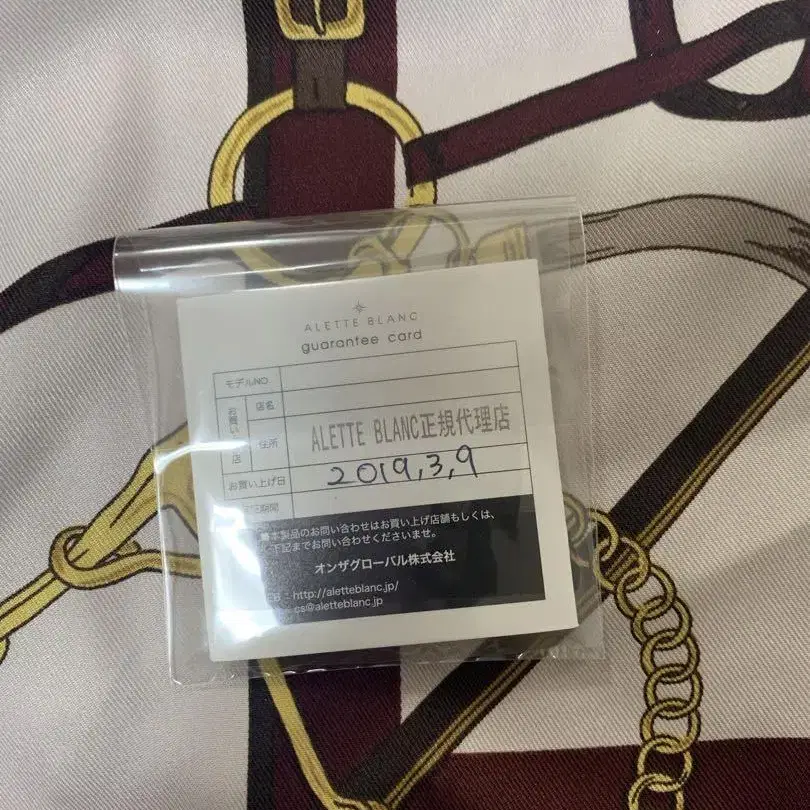 ALETTE BLANC
guarantee card
モデルNO
お買い 店
店名
住所
ALETTE BLANC正規代理店
お買い上げ日
2019,3,9
期間
■本製品のお問い合わせはお買い上げ店舗もしくは、
下記までお問い合わせくださいませ。
オンザグローバル株式会社
EB : http://aletteblanc.jp/
cs@aletteblanc.jp